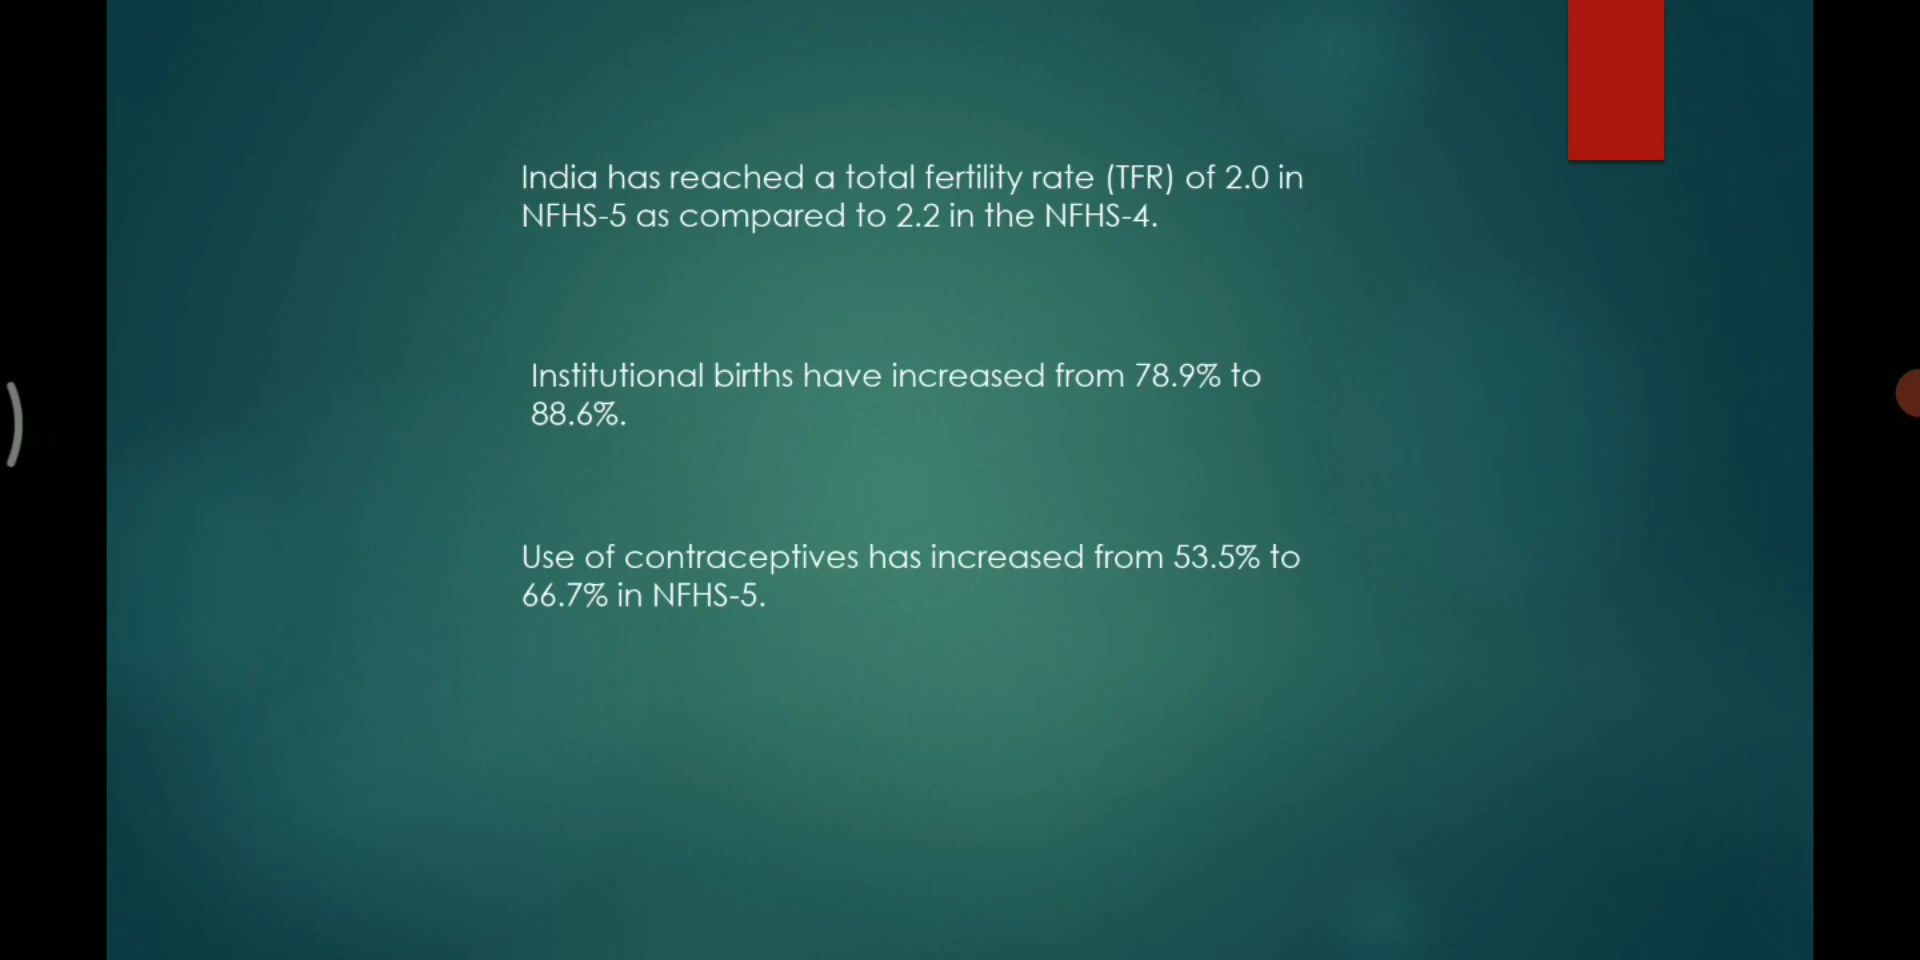 India has reached a total fertility rate (TFR) of 2.0 in
NFHS-5 as compared to 2.2 in the NFHS-4.
Institutional births have increased from 78.9% to
88.6%.
Use of contraceptives has increased from 53.5% to
66.7% in NFHS-5.